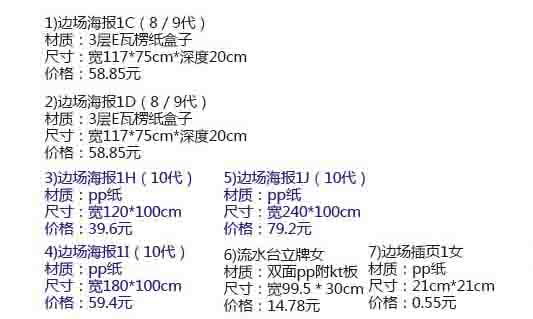 1)边场海报1C（8 / 9代）
材质：3层E瓦楞纸盒子
尺寸：宽117*75cm*深度20cm
价格：58.85元
2)边场海报1D（8 / 9代）
材质：3层E瓦楞纸盒子
尺寸：宽117*75cm*深度20cm
价格：58.85元
3)边场海报1H（10代）
材质：pp纸
尺寸：宽120*100cm
价格：39.6元
5)边场海报1J（10代）
材质：pp纸
尺寸：宽240*100cm
价格：79.2元
4)边场海报1I（10代）
材质：pp纸
尺寸：宽180*100cm
价格：59.4元
6)流水台立牌女
材质：双面pp附kt板
尺寸：宽99.5 * 30cm
价格：14.78元
7)边场插页1女
材质：pp纸
尺寸：21cm*21cm
价格：0.55元